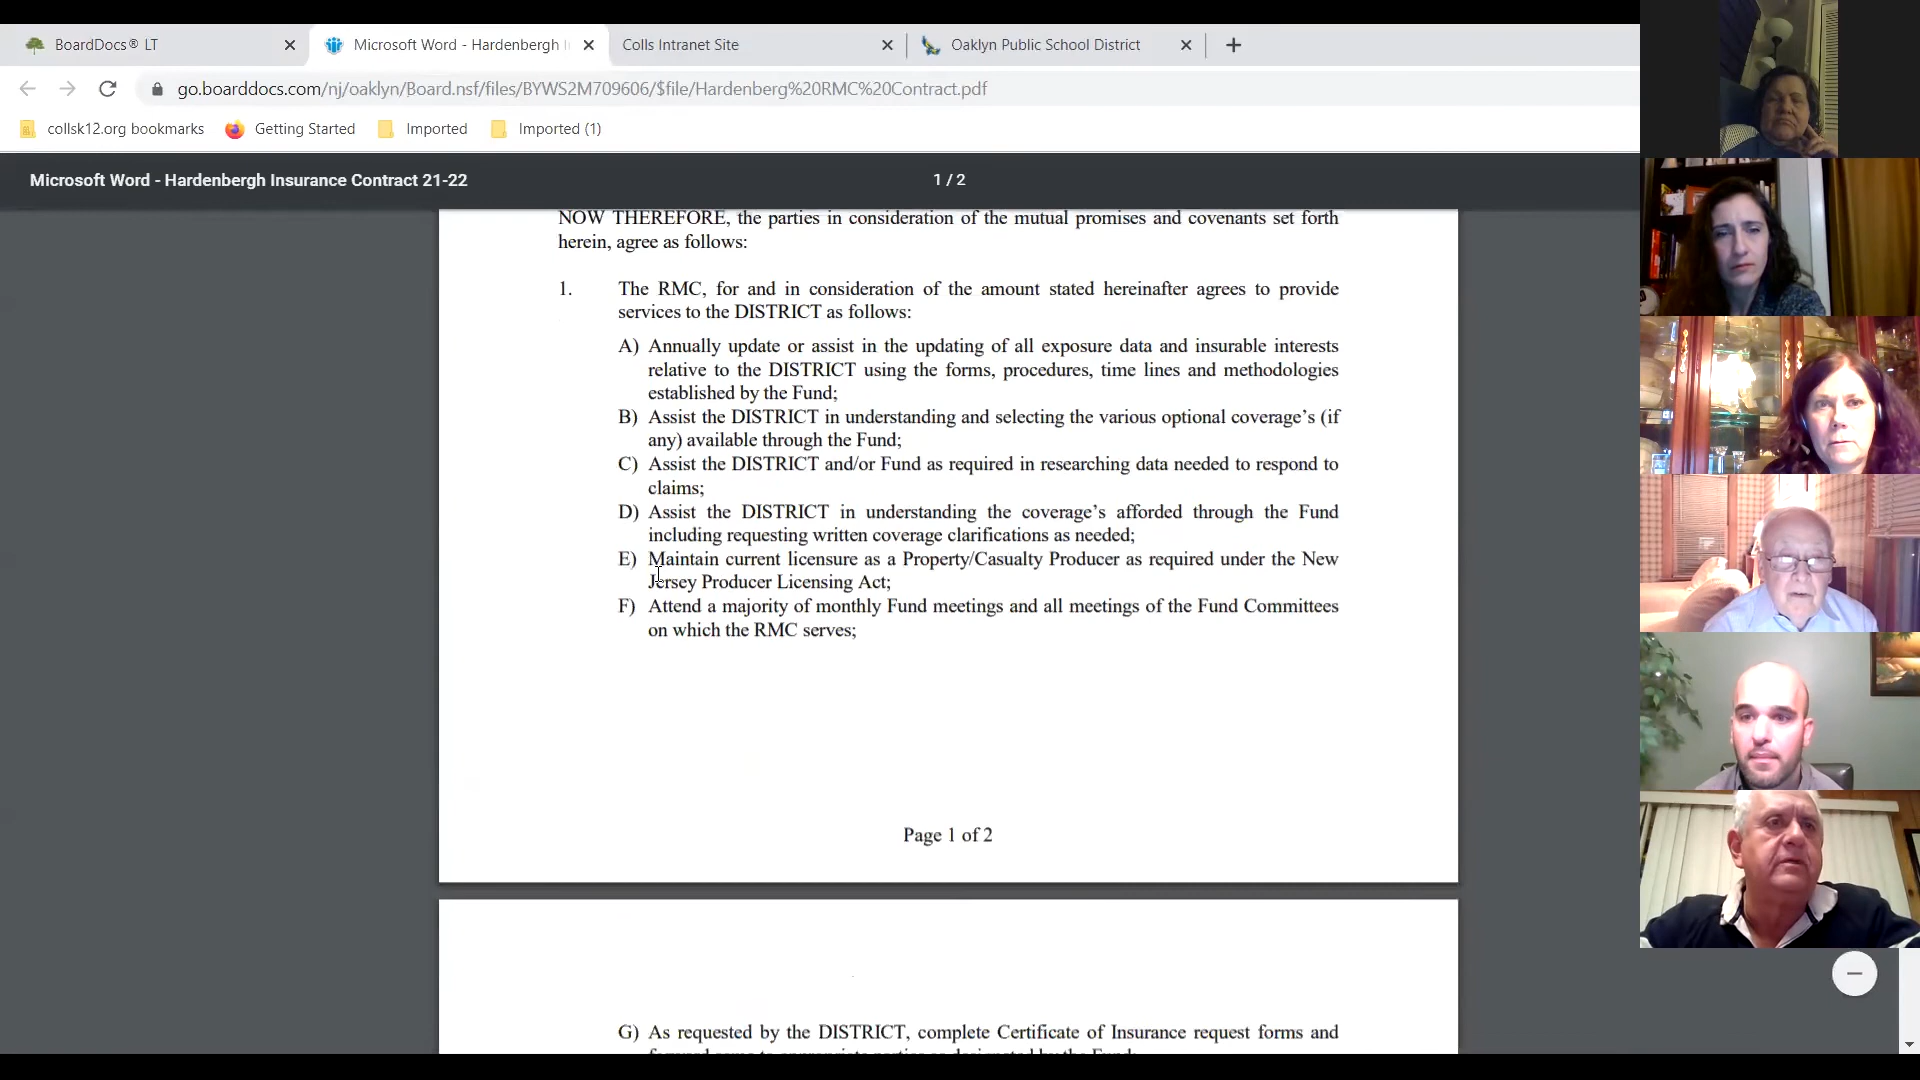 BoardDocs® LT
Microsoft Word - Hardenbergh I
Colls Intranet Site
Oaklyn Public School District
go.boarddocs.com/nj/oaklyn/Board.nsf/files/BYWS2M709606/$file/Hardenberg%20RMC%20Contract.pdf
collsk12.org bookmarks
Getting Started
Imported
Imported (1)
Microsoft Word - Hardenbergh Insurance Contract 21-22
1 / 2
NOW THEREFORE, the parties in consideration of the mutual promises and covenants set forth
herein, agree as follows:
1. The RMC, for and in consideration of the amount stated hereinafter agrees to provide
services to the DISTRICT as follows:
A) Annually update or assist in the updating of all exposure data and insurable interests
relative to the DISTRICT using the forms, procedures, time lines and methodologies
established by the Fund;
B) Assist the DISTRICT in understanding and selecting the various optional coverage's (if
any) available through the Fund;
C) Assist the DISTRICT and/or Fund as required in researching data needed to respond to
claims;
D) Assist the DISTRICT in understanding the coverage's afforded through the Fund
including requesting written coverage clarifications as needed;
E) Maintain current licensure as a Property/Casualty Producer as required under the New
Jersey Producer Licensing Act;
F) Attend a majority of monthly Fund meetings and all meetings of the Fund Committees
on which the RMC serves;
Page 1 of 2
G) As requested by the DISTRICT, complete Certificate of Insurance request forms and